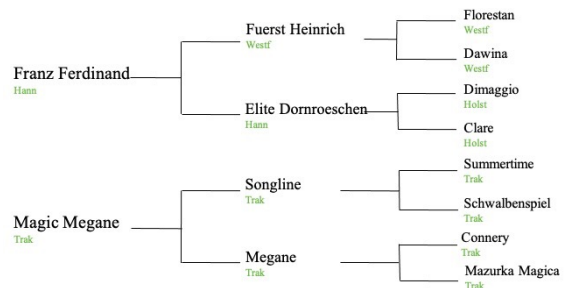 Franz Ferdinand
Hann
Fuerst Heinrich
Westf
Florestan
Westf
Dawina
Westf
Elite Dornroeschen
Hann
Dimaggio
Holst
Clare
Holst
Magic Megane
Trak
Songline
Trak
Summertime
Trak
Schwalbenspiel
Trak
Megane
Trak
Connery
Trak
Mazurka Magica
Trak